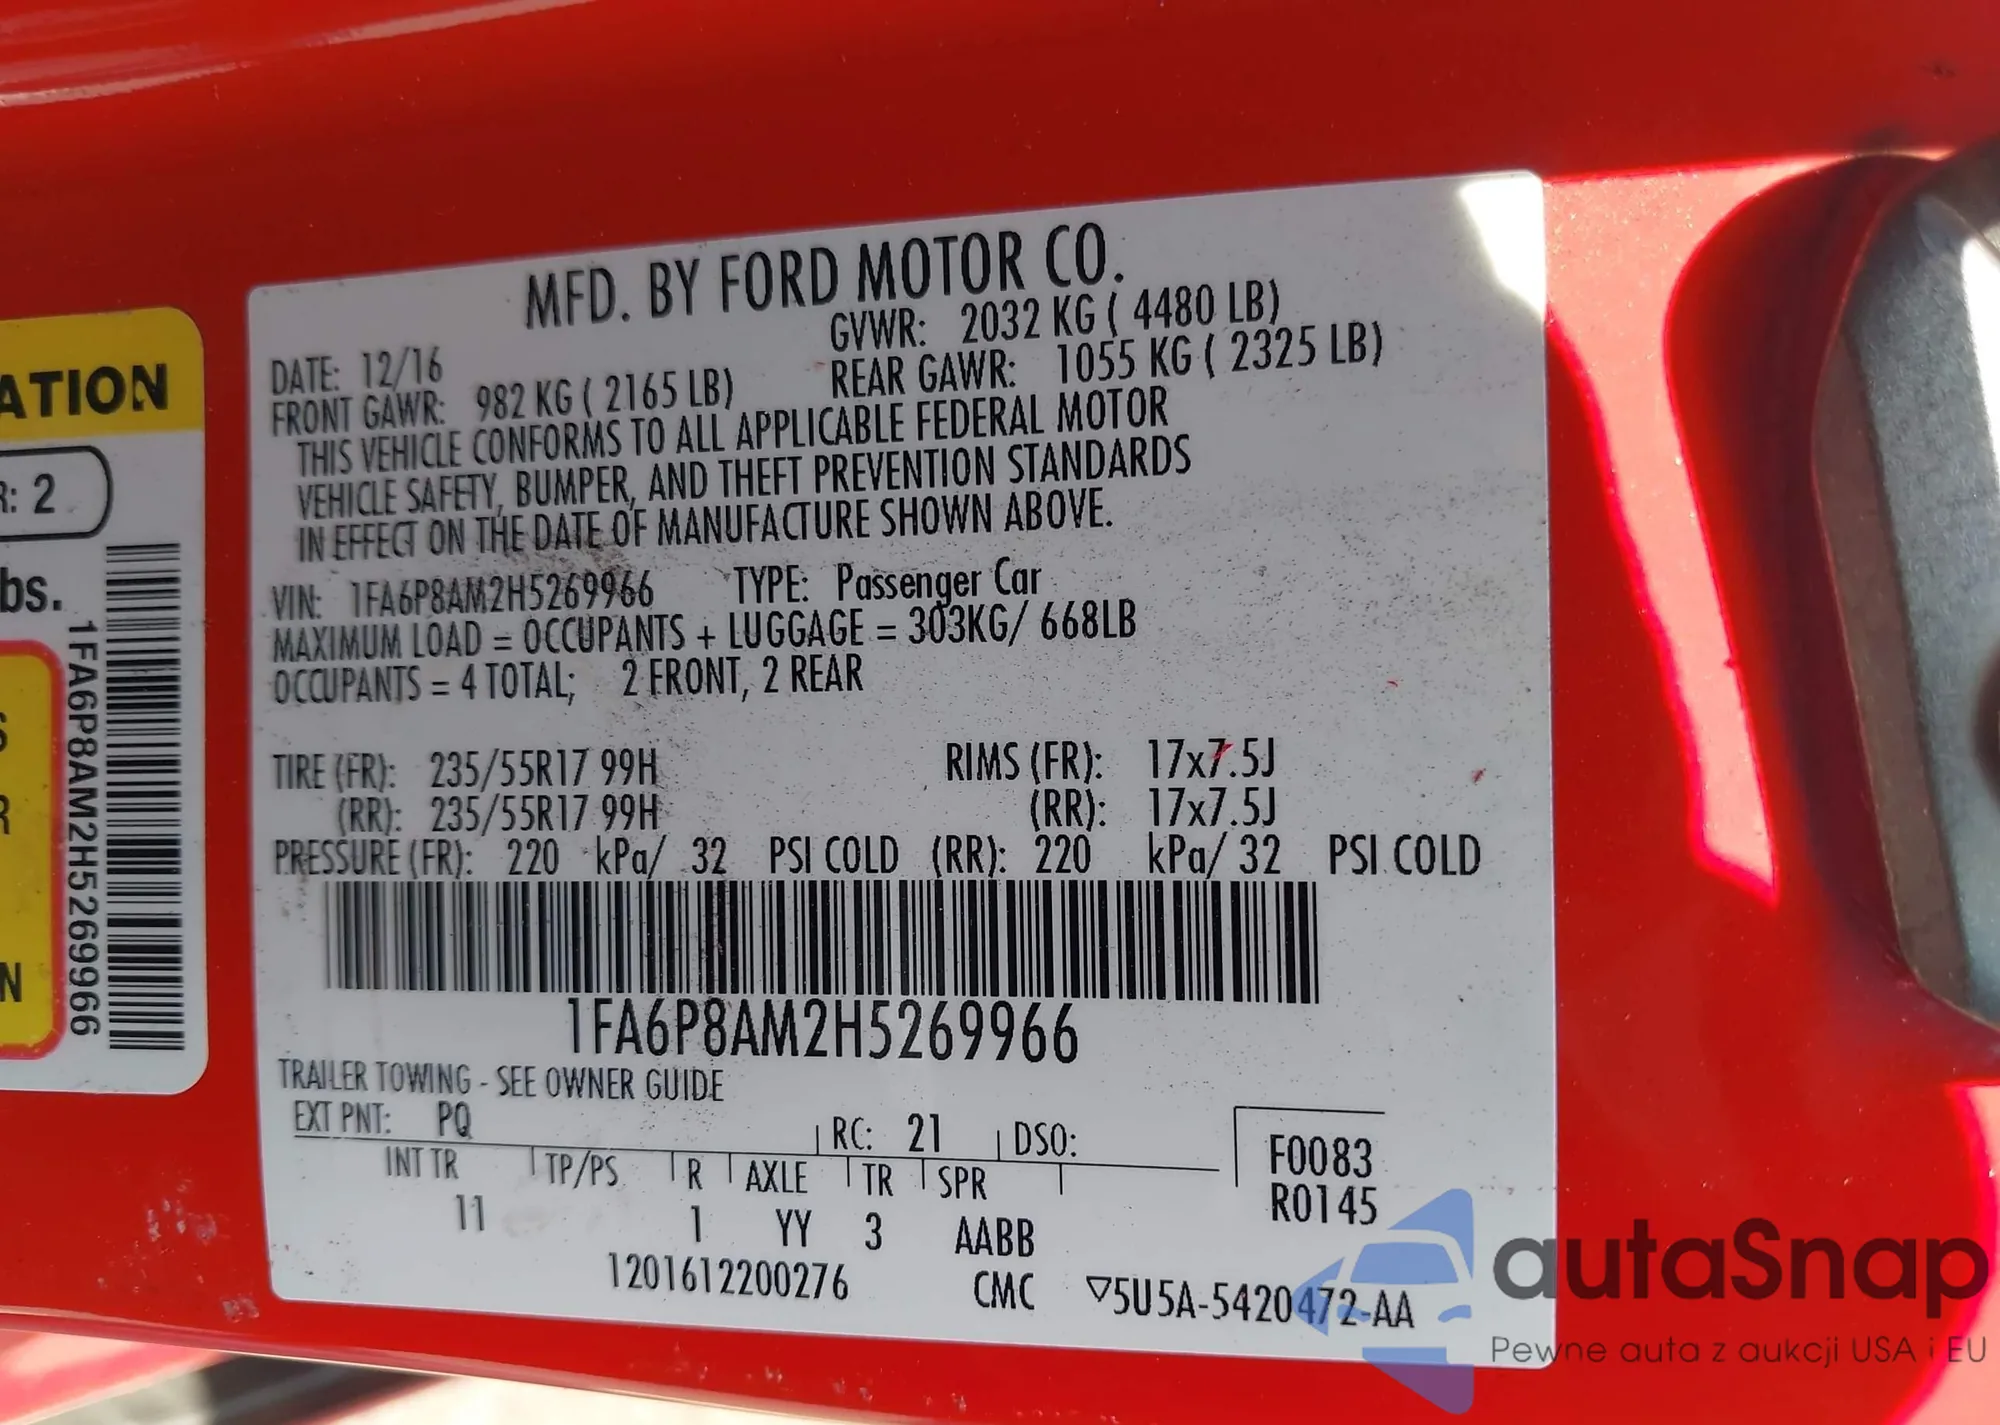 MFD. BY FORD MOTOR CO.
DATE: 12/16 GVWR: 2032 KG ( 4480 LB)
FRONT GAWR: 982 KG ( 2165 LB) REAR GAWR: 1055 KG ( 2325 LB)
THIS VEHICLE CONFORMS TO ALL APPLICABLE FEDERAL MOTOR
VEHICLE SAFETY, BUMPER, AND THEFT PREVENTION STANDARDS
IN EFFECT ON THE DATE OF MANUFACTURE SHOWN ABOVE.
VIN: 1FA6P8AM2H5269966 TYPE: Passenger Car
MAXIMUM LOAD = OCCUPANTS + LUGGAGE = 303KG/ 668LB
OCCUPANTS = 4 TOTAL; 2 FRONT, 2 REAR
TIRE (FR): 235/55R17 99H RIMS (FR): 17x7.5J
(RR): 235/55R17 99H (RR): 17x7.5J
PRESSURE (FR): 220 kPa/ 32 PSI COLD (RR): 220 kPa/ 32 PSI COLD
1FA6P8AM2H5269966
TRAILER TOWING - SEE OWNER GUIDE
EXT PNT: PQ RC: 21 DSO:
INT TR TP/PS R AXLE TR SPR
11 1 YY 3 AABB
F0083
R0145
1201612200276 CMC ▽5U5A-5420472-AA
ATION
R: 2
bs.
1FA6P8AM2H5269966
S
R
N
autaSnap
Pewne auta z aukcji USA i EU